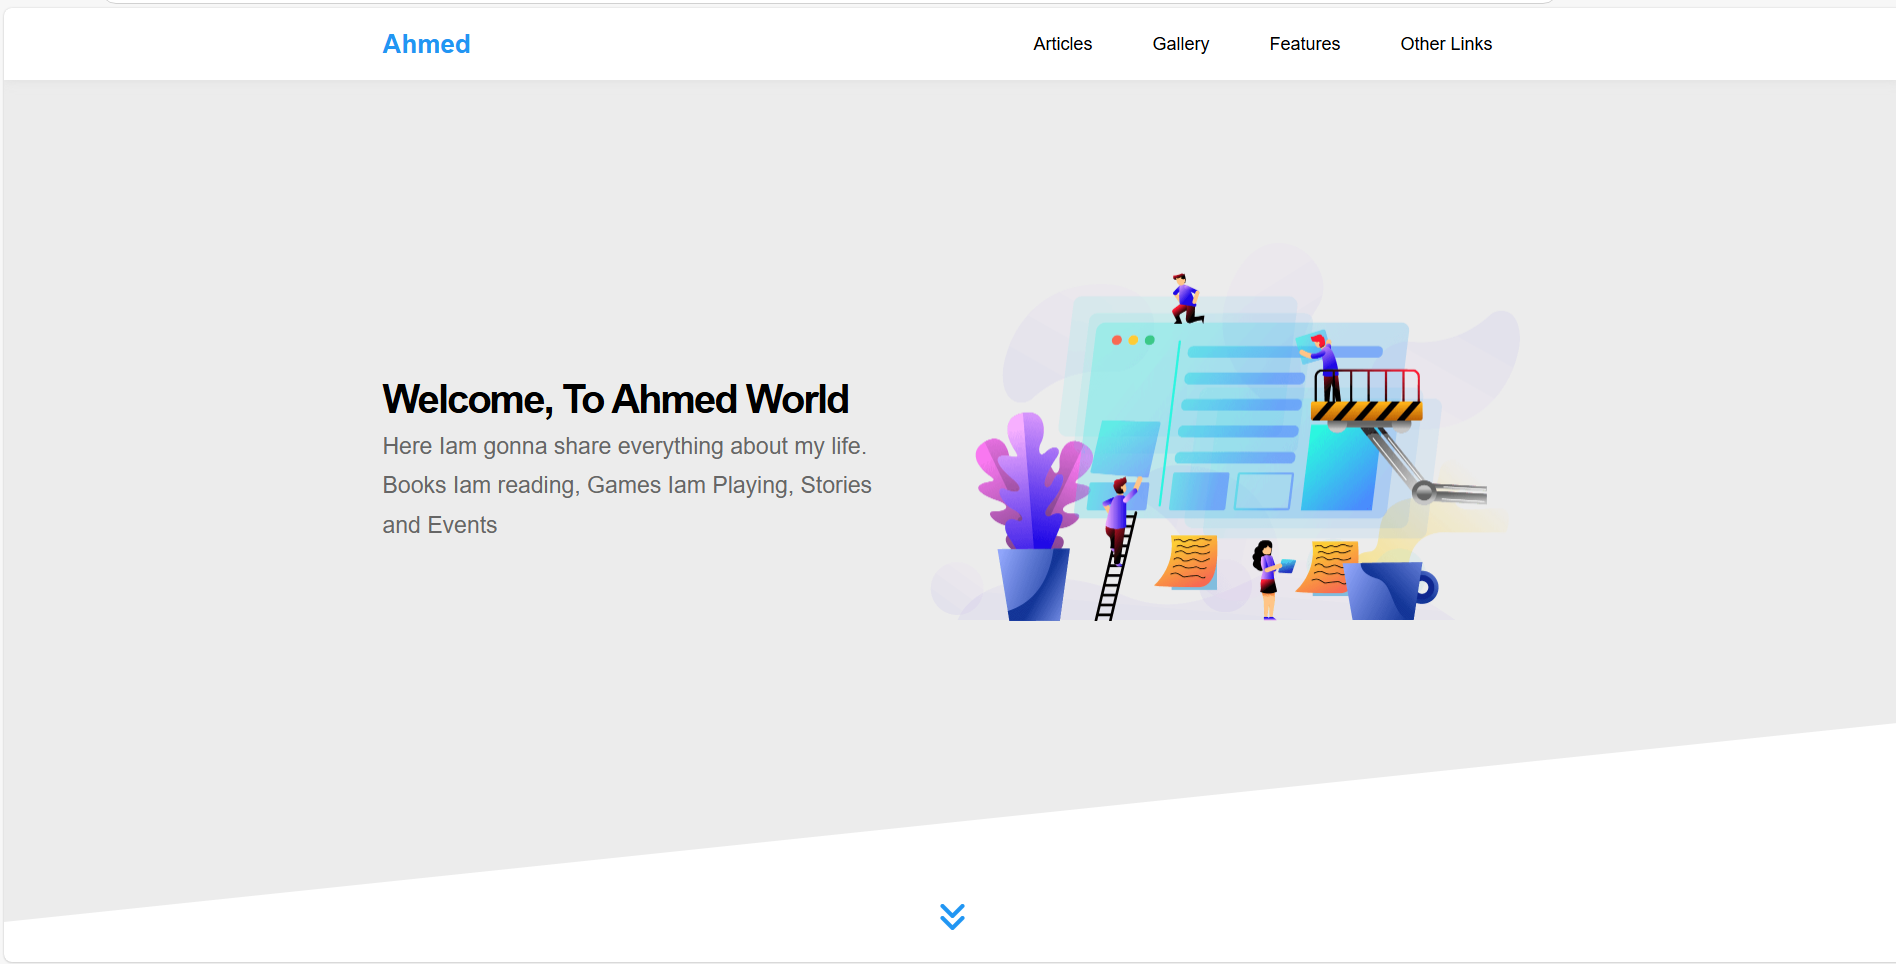 Ahmed
Articles
Gallery
Features
Other Links
Welcome, To Ahmed World
Here Iam gonna share everything about my life.
Books Iam reading, Games Iam Playing, Stories
and Events